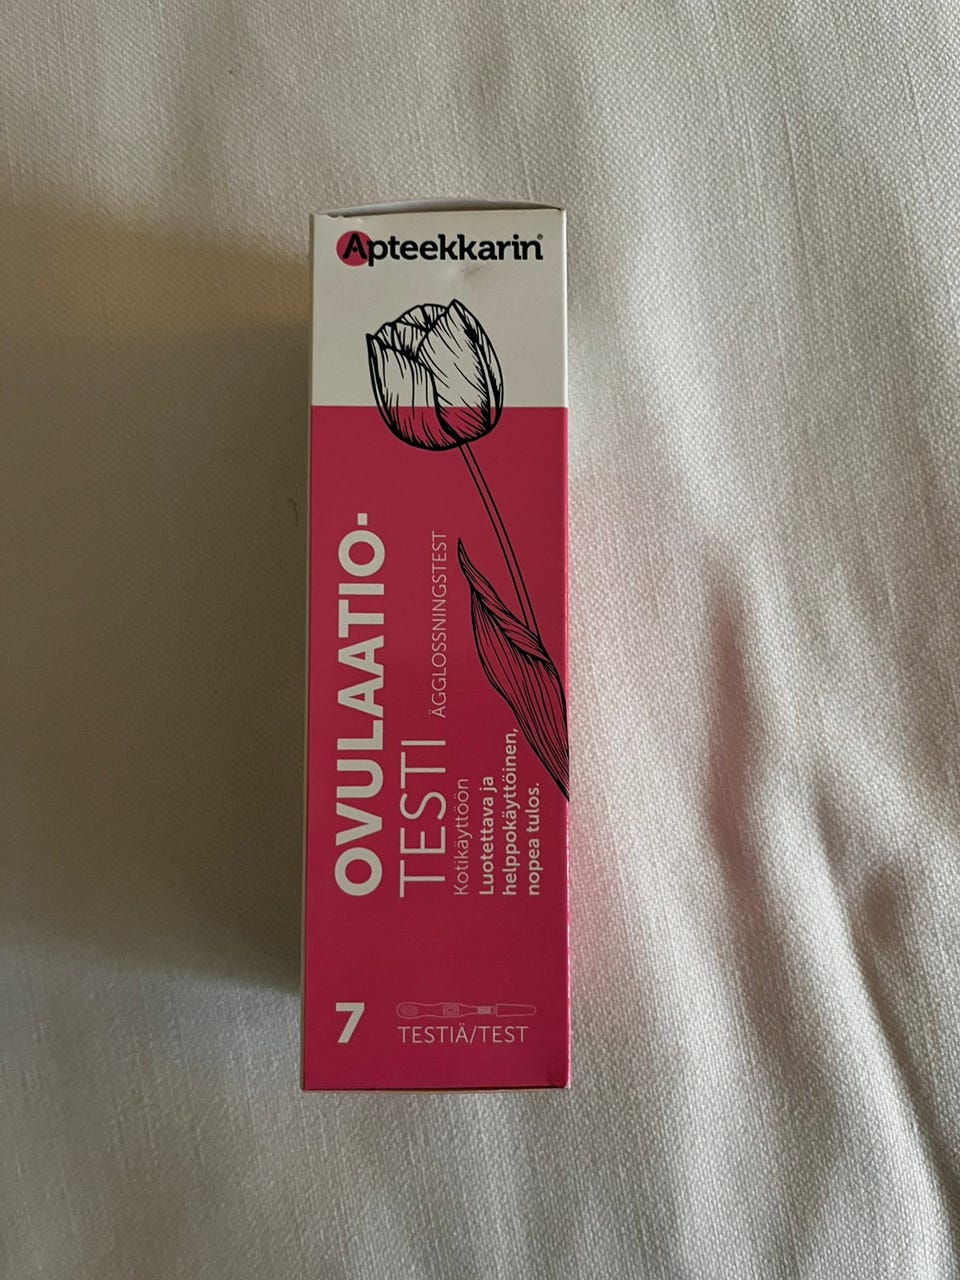 Apteekkarin®
OVULAATIO-
TESTI ÄGGLOSSNINGSTEST
Kotikäyttöön
Luotettava ja
helppokäyttöinen,
nopea tulos.
7
TESTIÄ/TEST